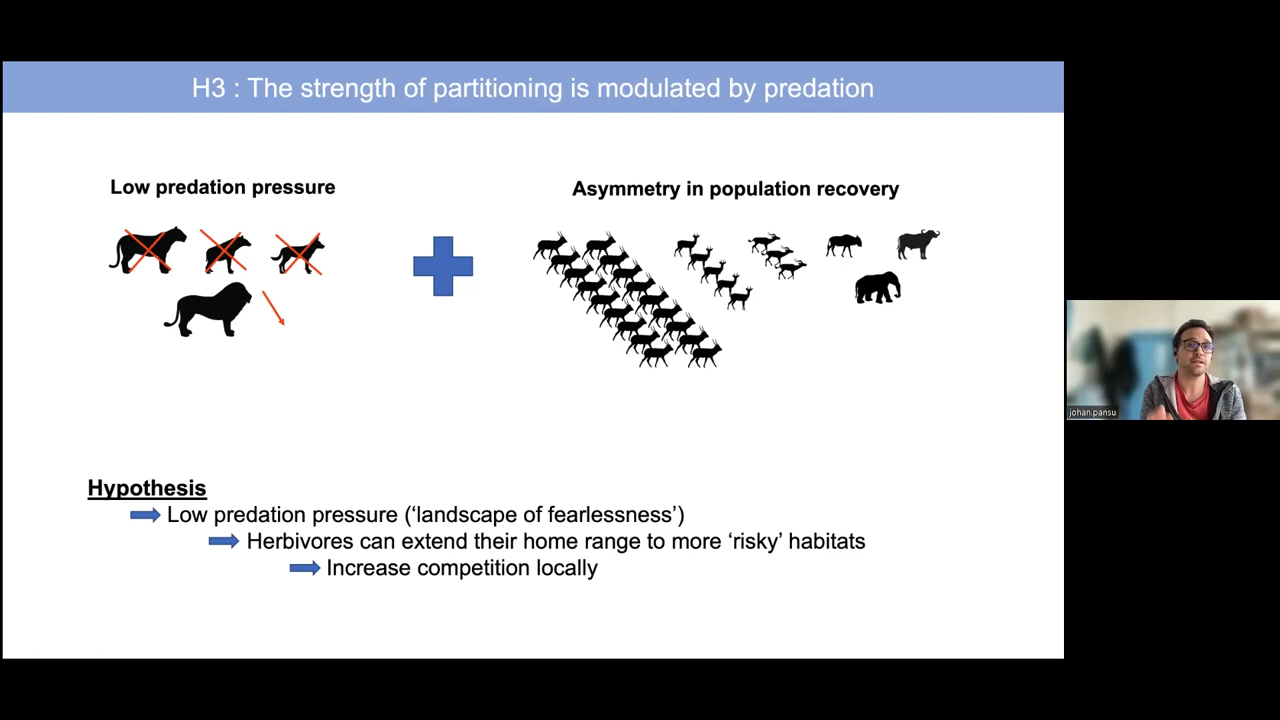 H3 : The strength of partitioning is modulated by predation
Low predation pressure
Asymmetry in population recovery
Hypothesis
Low predation pressure (‘landscape of fearlessness’)
Herbivores can extend their home range to more ‘risky’ habitats
Increase competition locally
johan.pansu